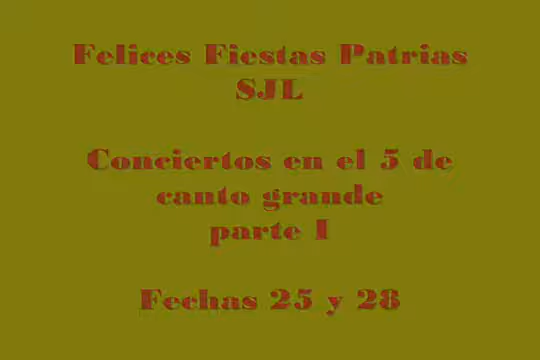 Felices Fiestas Patrias
SJL
Conciertos en el 5 de
canto grande
parte I
Fechas 25 y 28